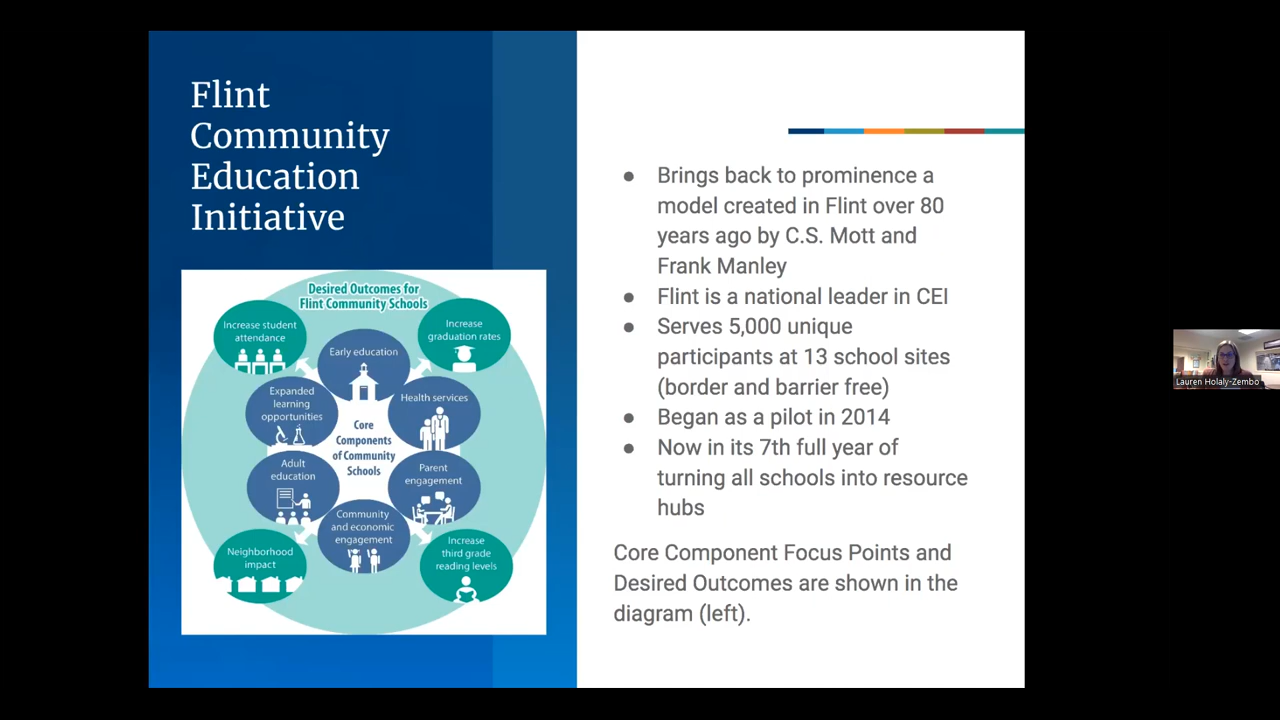 Flint
Community
Education
Initiative
Desired Outcomes for
Flint Community Schools
Increase student
attendance
Increase
graduation rates
Early education
Expanded
learning
opportunities
Health services
Core
Components
of Community
Schools
Adult
education
Parent
engagement
Community
and economic
engagement
Neighborhood
impact
Increase
third grade
reading levels
● Brings back to prominence a
model created in Flint over 80
years ago by C.S. Mott and
Frank Manley
● Flint is a national leader in CEI
● Serves 5,000 unique
participants at 13 school sites
(border and barrier free)
● Began as a pilot in 2014
● Now in its 7th full year of
turning all schools into resource
hubs
Core Component Focus Points and
Desired Outcomes are shown in the
diagram (left).
Lauren Holaly-Zembo